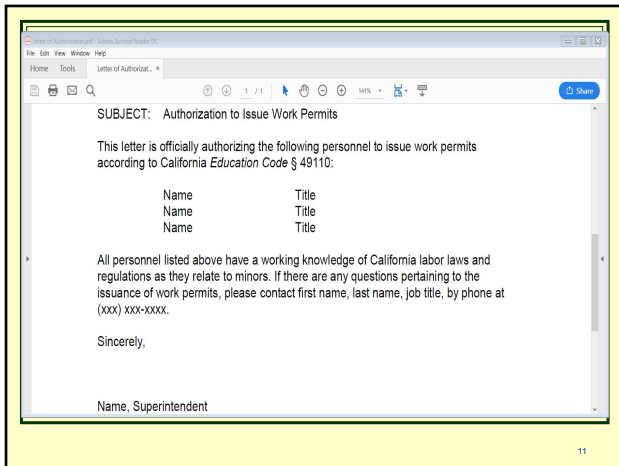 Letter of Authorization.pdf - Adobe Acrobat Reader DC
File Edit View Window Help
Home Tools Letter of Authorizat... ×
1 / 1 141% Share
SUBJECT: Authorization to Issue Work Permits
This letter is officially authorizing the following personnel to issue work permits
according to California Education Code § 49110:
Name Title
Name Title
Name Title
All personnel listed above have a working knowledge of California labor laws and
regulations as they relate to minors. If there are any questions pertaining to the
issuance of work permits, please contact first name, last name, job title, by phone at
(xxx) xxx-xxxx.
Sincerely,
Name, Superintendent
11